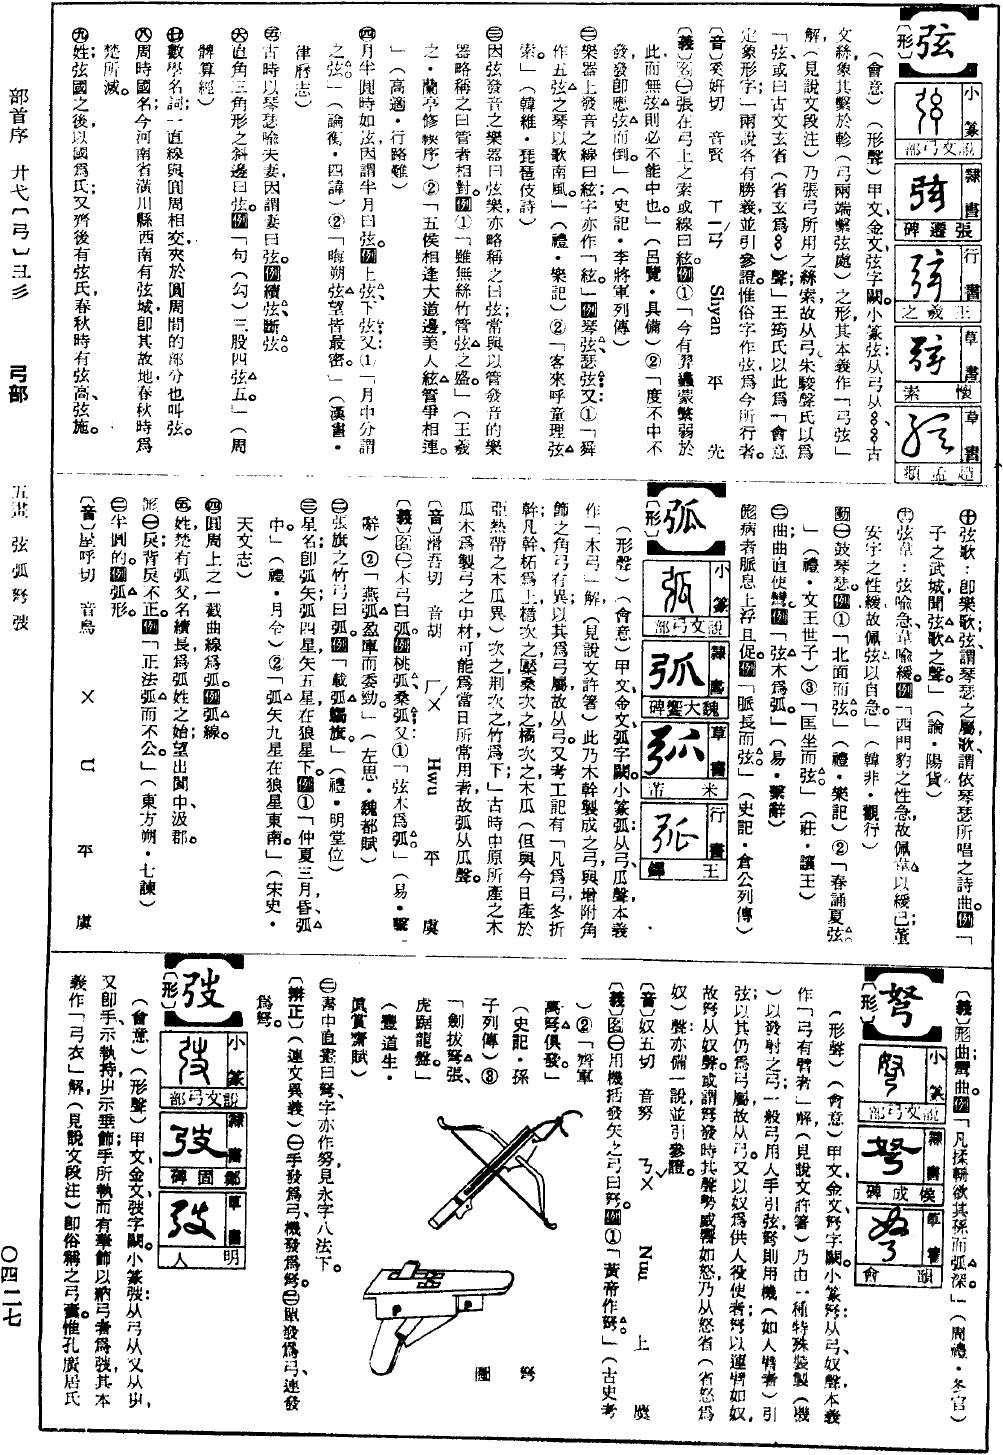 部首序 廾弋〔弓〕彐彡 弓部 五畫 弦弧弩弢 〇四二七
弦
〔形〕
小篆 說文弓部
隸書 張遷碑
行書 王羲之
草書 懷素
草書 趙孟頫
（會意）（形聲）甲文、金文弦字闕。小篆弦：从弓从𢆯，𢆯古
文絲，象其繫於軫（弓兩端繫弦處）之形，其本義作「弓弦」
解（見說文段注）乃張弓所用之絲索，故从弓。朱駿聲氏以為
「弦或曰古文玄省（省玄爲𢆯）聲」；王筠氏以此爲「會意
定象形字」。兩說各有勝義，並引參證。惟俗字作弦，爲今所行者。
〔音〕奚妍切 音賢 ㄒㄧㄢˊ Shyan 平 先
〔義〕名㊀張在弓上之索或線曰絃。例①「今有羿、蠭蒙、繁弱於
此，而無弦則必不能中也。」（呂覽・具備）②「度不中不
發，發卽應弦而倒。」（史記・李將軍列傳）
㊁樂器上發音之線曰絃；字亦作「絃」。例琴弦、瑟弦。又①「舜
作五弦之琴，以歌南風。」（禮・樂記）②「客來呼童理弦
索。」（韓維・琵琶伎詩）
㊂因弦發音之樂器曰弦樂，亦略稱之曰弦；常與以管發音的樂
器略稱之曰管者相對。例①「雖無絲竹管弦之盛。」（王羲
之・蘭亭修禊序）②「五侯相逢大道邊，美人絃管爭相連。
」（高適・行路難）
㊃月半圓時如弦，因謂半月曰弦。例上弦、下弦。又①「月中分謂
之弦」（論衡・四諱）②「晦朔弦望皆最密。」（漢書・
律曆志）
㊄古時以琴瑟喻夫妻，因謂妻曰弦。例續弦、斷弦。
㊅直角三角形之斜邊曰弦。例「句（勾）三股四弦五。」（周
髀算經）
㊆數學名詞；一直線與圓周相交，夾於圓周間的部分也叫弦。
㊇周時國名；今河南省潢川縣西南有弦城，卽其故地，春秋時爲
楚所滅。
㊈姓；弦國之後，以國爲氏；又齊後有弦氏，春秋時有弦高、弦施。
㊉弦歌：卽樂歌；弦謂琴瑟之屬，歌謂依琴瑟所唱之詩曲。例「
子之武城，聞弦歌之聲。」（論・陽貨）
㊉㊀弦韋：弦喻急，韋喻緩。例「西門豹之性急，故佩韋以緩己；董
安于之性緩，故佩弦以自急。」（韓非・觀行）
動㊀鼓琴瑟。例①「北面而弦。」（禮・樂記）②「春誦夏弦
」（禮・文王世子）③「匡坐而弦。」（莊・讓王）
㊁曲；曲直使彎。例「弦木爲弧。」（易・繫辭）
形病者脈息上浮且促。例「脈長而弦。」（史記・倉公列傳）
弧
〔形〕
小篆 說文弓部
隸書 魏大饗碑
草書 米芾
行書 王鐸
（形聲）（會意）甲文、金文弧字闕。小篆弧：从弓、瓜聲，本義
作「木弓」解（見說文許箸）此乃木幹製成之弓，與增附角
飾之角弓有異；以其爲弓屬，故从弓。又考工記有「凡爲弓，冬折
幹，凡幹柘爲上，檍次之，檿桑次之，橘次之，木瓜（但與今日產於
亞熱帶之木瓜異）次之，荆次之，竹爲下」；古時中原所產之木
瓜木爲製弓之中材，可能爲當日所常用者，故弧从瓜聲。
〔音〕滑吾切 音胡 ㄏㄨˊ Hwu 平 虞
〔義〕名㊀木弓曰弧。例桃弧、桑弧。又①「弦木爲弧。」（易・繫
辭）②「燕弧盈庫而委勁。」（左思・魏都賦）
㊁張旗之竹弓曰弧。例「載弧韣旂。」（禮・明堂位）
㊂星名；卽弧矢，弧四星，矢五星，在狼星下。例①「仲夏三月，昏弧
中。」（禮・月令）②「弧矢九星在狼星東南。」（宋史・
天文志）
㊃圓周上之一截曲線爲弧。例弧線。
㊄姓；楚有弧父，名續長，爲弧姓之始；望出閩中、汲郡。
形㊀戾；背戾不正。例「正法弧而不公。」（東方朔・七諫）
㊁半圓的。例弧形。
〔音〕屋呼切 音烏 ㄨ U 平 虞
〔義〕形曲；彎曲。例「凡揉輈欲其孫而弧深。」（周禮・冬官）
弩
〔形〕
小篆 說文弓部
隸書 侯成碑
草書 韻會
（形聲）（會意）甲文、金文弩字闕。小篆弩：从弓、奴聲，本義
作「弓有臂者」解（見說文許箸）乃由一種特殊裝製（機
）以發射之弓；一般弓用人手引弦，弩則用機（如人臂者）引
弦；以其仍爲弓屬，故从弓。又以奴爲供人役使者，弩以運臂如奴，
故弩从奴聲。或謂弩發時其聲勢威響如怒，乃从怒省（省怒爲
奴）聲；亦備一說，並引參證。
〔音〕奴五切 音努 ㄋㄨˇ Nuu 上 麌
〔義〕名㊀用機括發矢之弓曰弩。例①「黃帝作弩。」（古史考
）②「齊軍
萬弩俱發。」
（史記・孫
子列傳）③
「劍拔弩張、
虎踞龍盤。」
（豐道生・
眞賞齋賦）
弩圖
㊁書中直畫曰弩，字亦作努；見永字八法下。
〔辨正〕（連文異義）㊀手發爲弓，機發爲弩。㊁單發爲弓，連發
爲弩。
弢
〔形〕
小篆 說文弓部
隸書 鄭固碑
草書 明人
（會意）（形聲）甲文、金文弢字闕。小篆弢：从弓从又从屮，
又卽手示執持，屮示垂飾；手所執而有垂飾以納弓者爲弢，其本
義作「弓衣」解（見說文段注）卽俗稱之弓囊。惟孔廣居氏